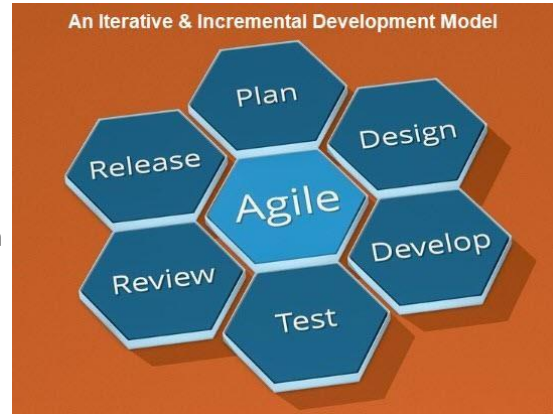 An Iterative & Incremental Development Model
Plan
Design
Release
Agile
Develop
Review
Test